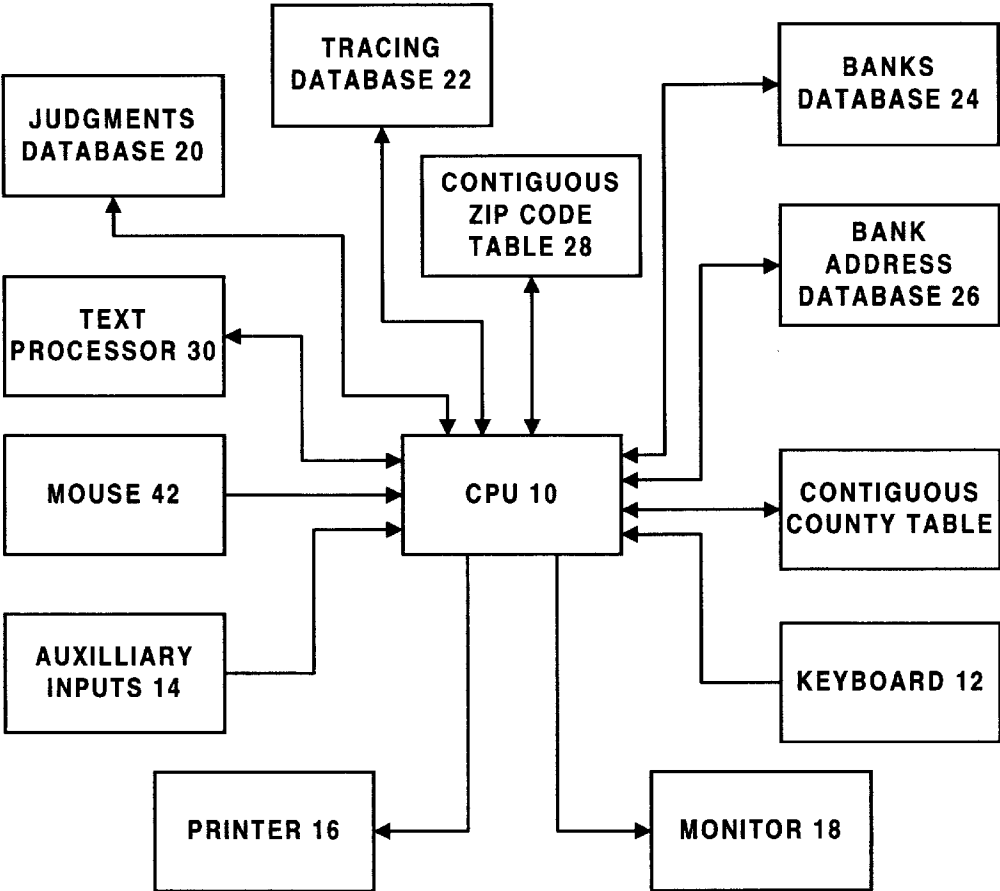 TRACING
DATABASE 22
BANKS
DATABASE 24
JUDGMENTS
DATABASE 20
CONTIGUOUS
ZIP CODE
TABLE 28
BANK
ADDRESS
DATABASE 26
TEXT
PROCESSOR 30
MOUSE 42
CPU 10
CONTIGUOUS
COUNTY TABLE
AUXILLIARY
INPUTS 14
KEYBOARD 12
PRINTER 16
MONITOR 18